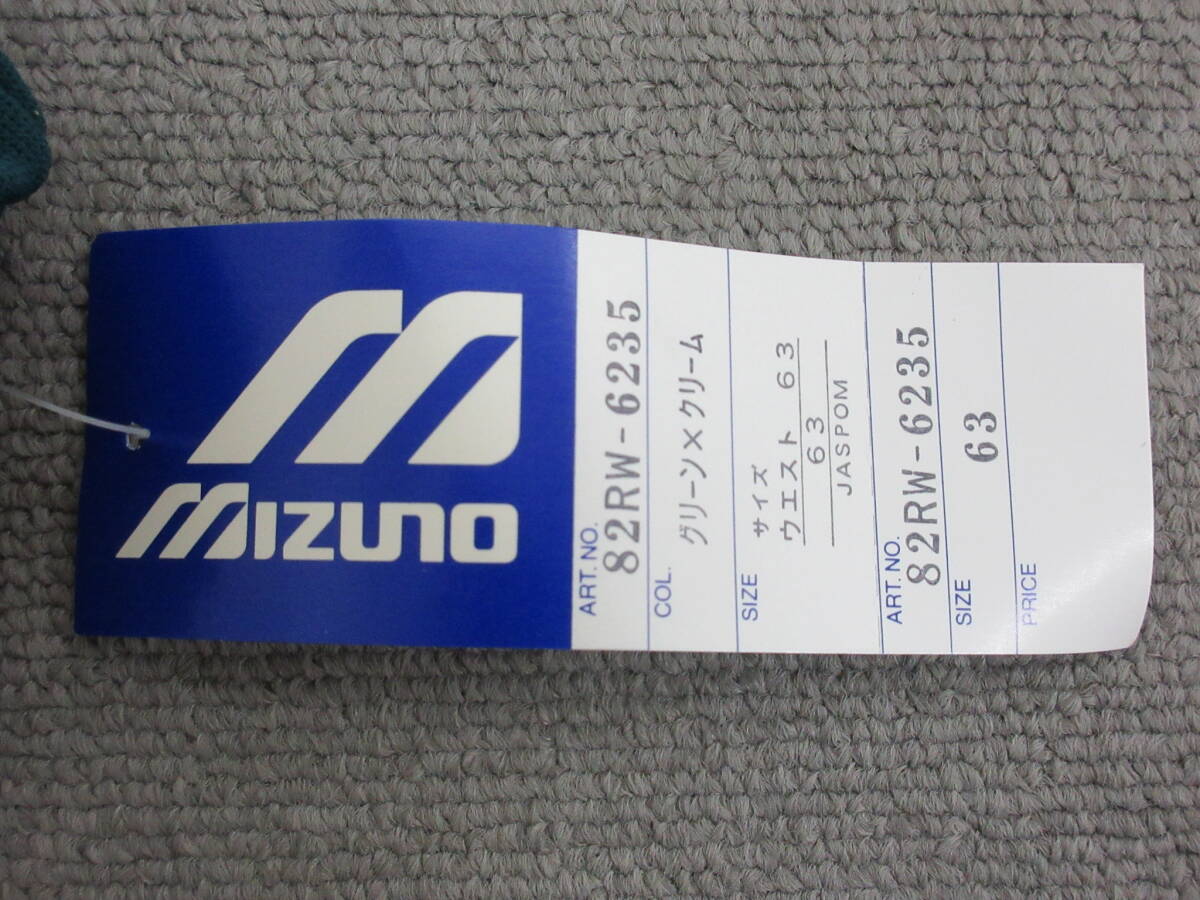 MIZUNO
ART. NO.
82RW-6235
COL.
グリーン×クリーム
SIZE
サイズ
ウエスト 63
63
JASPOM
ART. NO.
82RW-6235
SIZE
63
PRICE